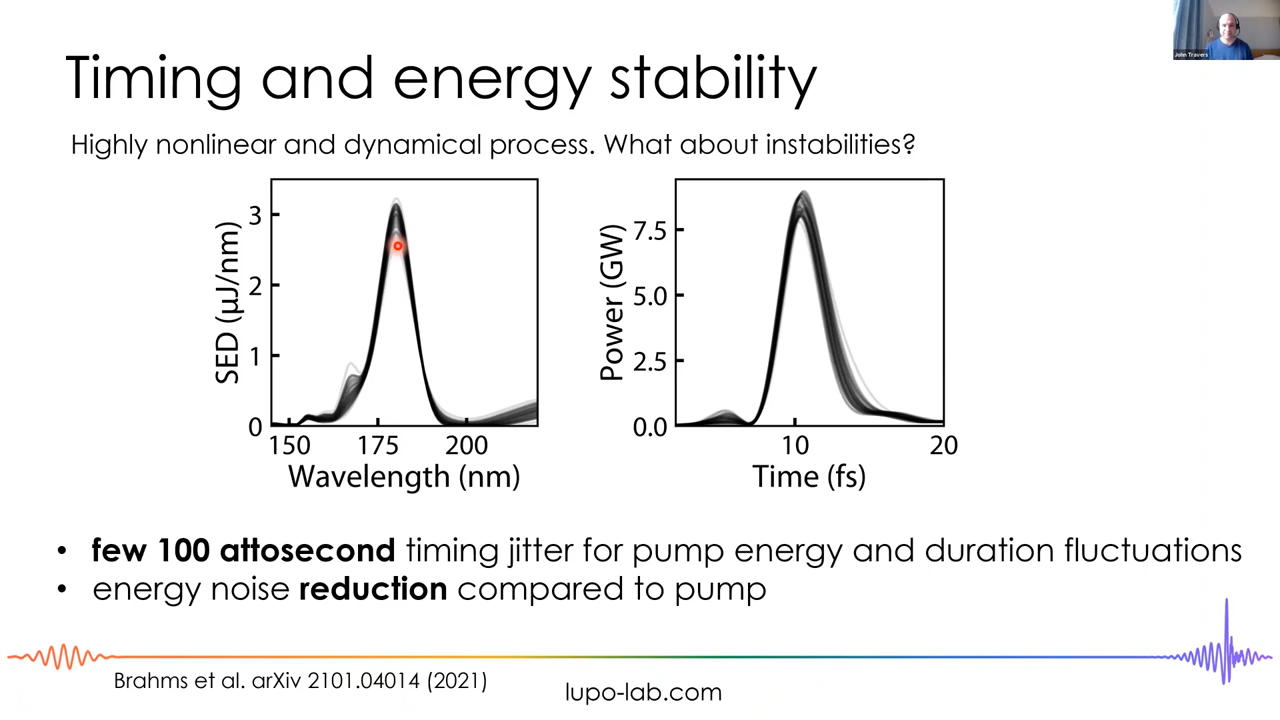 John Travers
Timing and energy stability
Highly nonlinear and dynamical process. What about instabilities?
SED (µJ/nm)
3
2
1
0
150 175 200
Wavelength (nm)
Power (GW)
7.5
5.0
2.5
0.0
10 20
Time (fs)
• few 100 attosecond timing jitter for pump energy and duration fluctuations
• energy noise reduction compared to pump
Brahms et al. arXiv 2101.04014 (2021)
lupo-lab.com